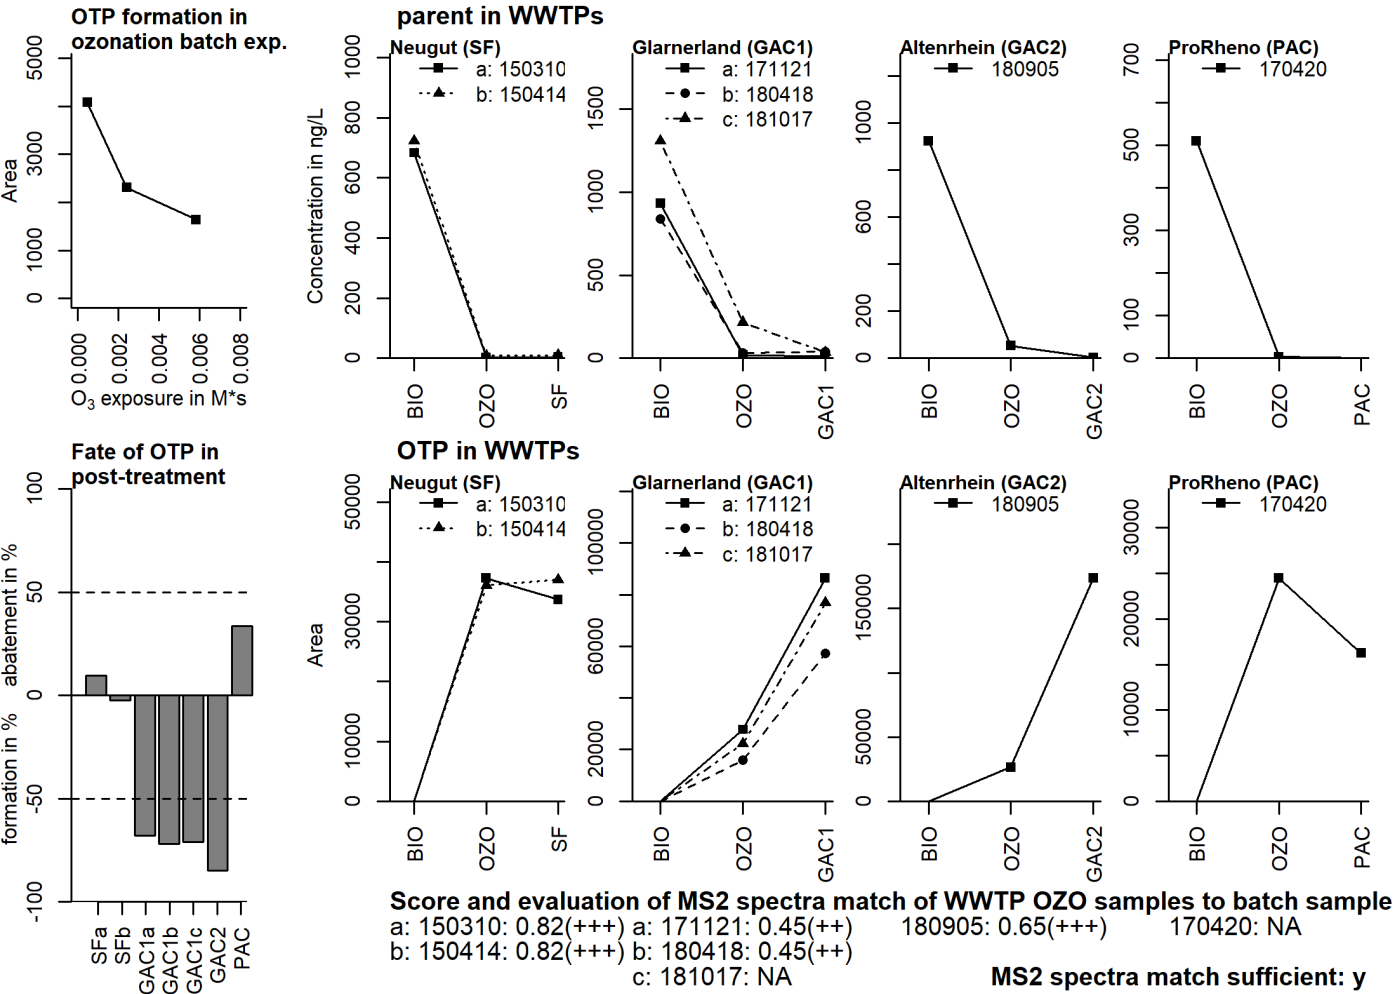 OTP formation in
ozonation batch exp.
Area
0
1000
3000
5000
0.000
0.002
0.004
0.006
0.008
O₃ exposure in M*s
parent in WWTPs
Concentration in ng/L
Neugut (SF)
a: 150310
b: 150414
0
200
400
600
800
1000
BIO
OZO
SF
Glarnerland (GAC1)
a: 171121
b: 180418
c: 181017
0
500
1000
1500
BIO
OZO
GAC1
Altenrhein (GAC2)
180905
0
200
600
1000
BIO
OZO
GAC2
ProRheno (PAC)
170420
0
100
300
500
700
BIO
OZO
PAC
Fate of OTP in
post-treatment
formation in %
abatement in %
-100
-50
0
50
100
SFa
SFb
GAC1a
GAC1b
GAC1c
GAC2
PAC
OTP in WWTPs
Area
Neugut (SF)
a: 150310
b: 150414
0
10000
30000
50000
BIO
OZO
SF
Glarnerland (GAC1)
a: 171121
b: 180418
c: 181017
0
20000
60000
100000
BIO
OZO
GAC1
Altenrhein (GAC2)
180905
0
50000
150000
BIO
OZO
GAC2
ProRheno (PAC)
170420
0
10000
20000
30000
BIO
OZO
PAC
Score and evaluation of MS2 spectra match of WWTP OZO samples to batch sample
a: 150310: 0.82(+++) a: 171121: 0.45(++) 180905: 0.65(+++) 170420: NA
b: 150414: 0.82(+++) b: 180418: 0.45(++)
c: 181017: NA
MS2 spectra match sufficient: y